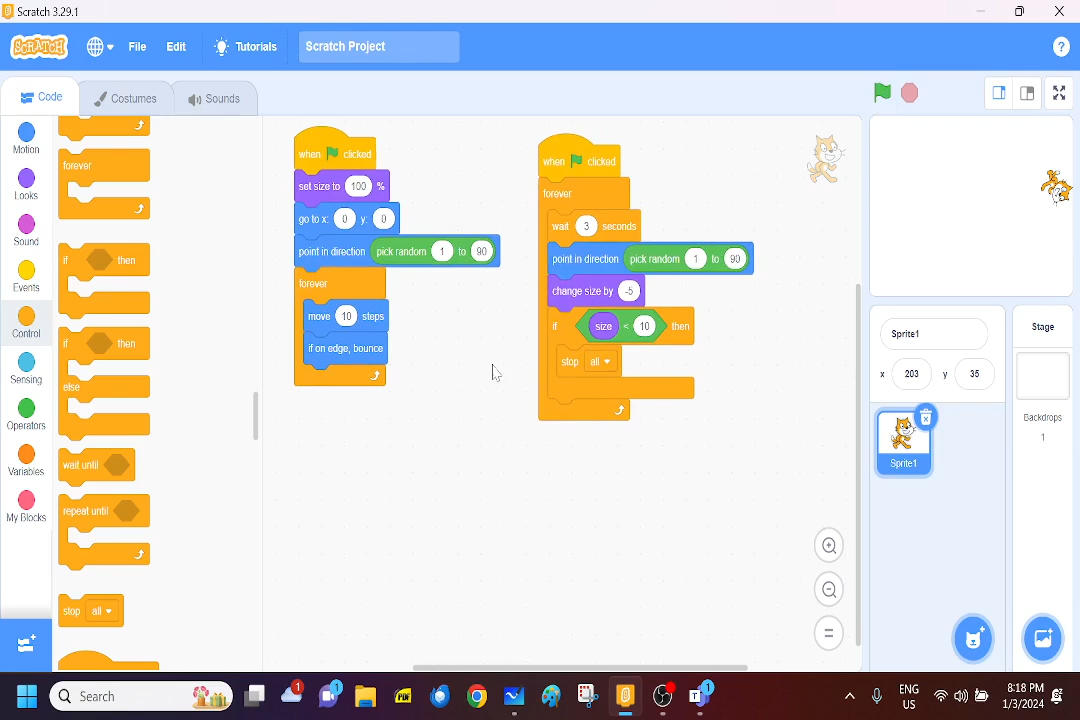 Scratch 3.29.1
SCRATCH
File
Edit
Tutorials
Scratch Project
?
Code
Costumes
Sounds
Motion
Looks
Sound
Events
Control
Sensing
Operators
Variables
My Blocks
forever
if then
if then
else
wait until
repeat until
stop all
when clicked
set size to 100 %
go to x: 0 y: 0
point in direction pick random 1 to 90
forever
move 10 steps
if on edge, bounce
when clicked
forever
wait 3 seconds
point in direction pick random 1 to 90
change size by -5
if size < 10 then
stop all
Sprite1
x 203 y 35
Sprite1
Stage
Backdrops
1
Search
PDF
1
1
1
ENG
US
8:18 PM
1/3/2024